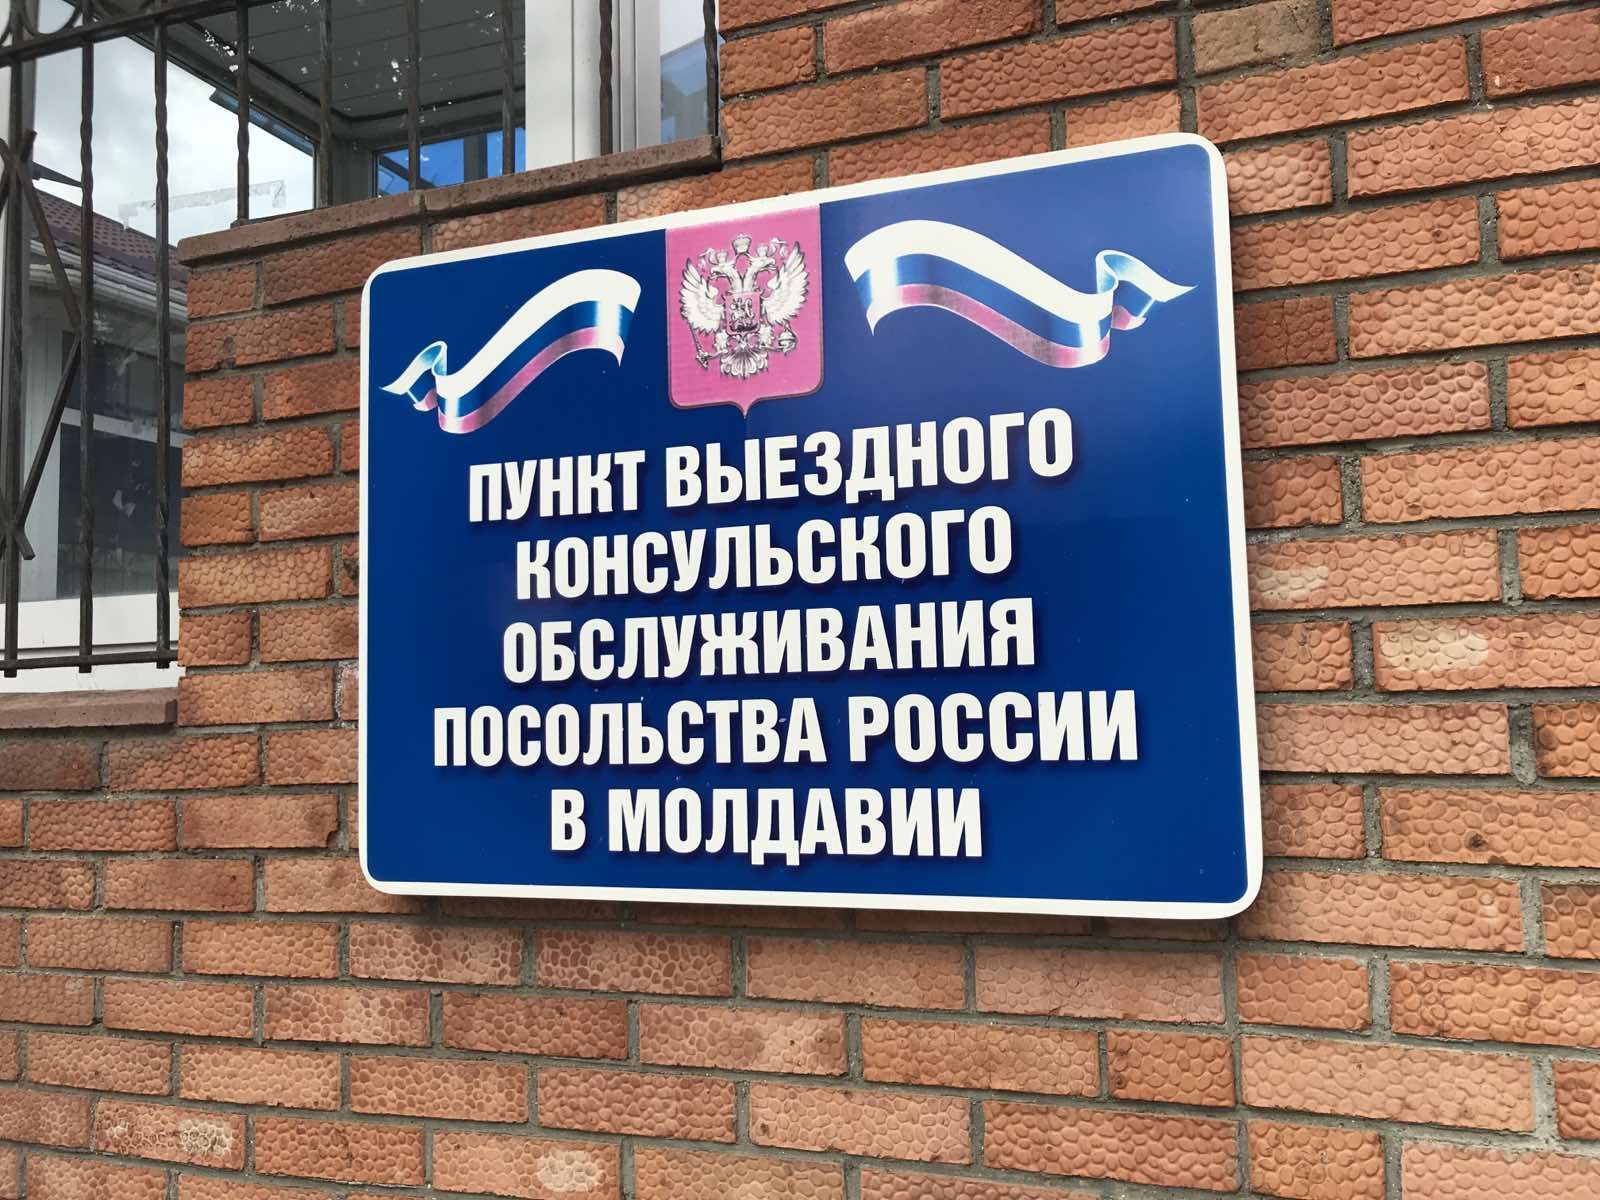 ПУНКТ ВЫЕЗДНОГО
КОНСУЛЬСКОГО
ОБСЛУЖИВАНИЯ
ПОСОЛЬСТВА РОССИИ
В МОЛДАВИИ